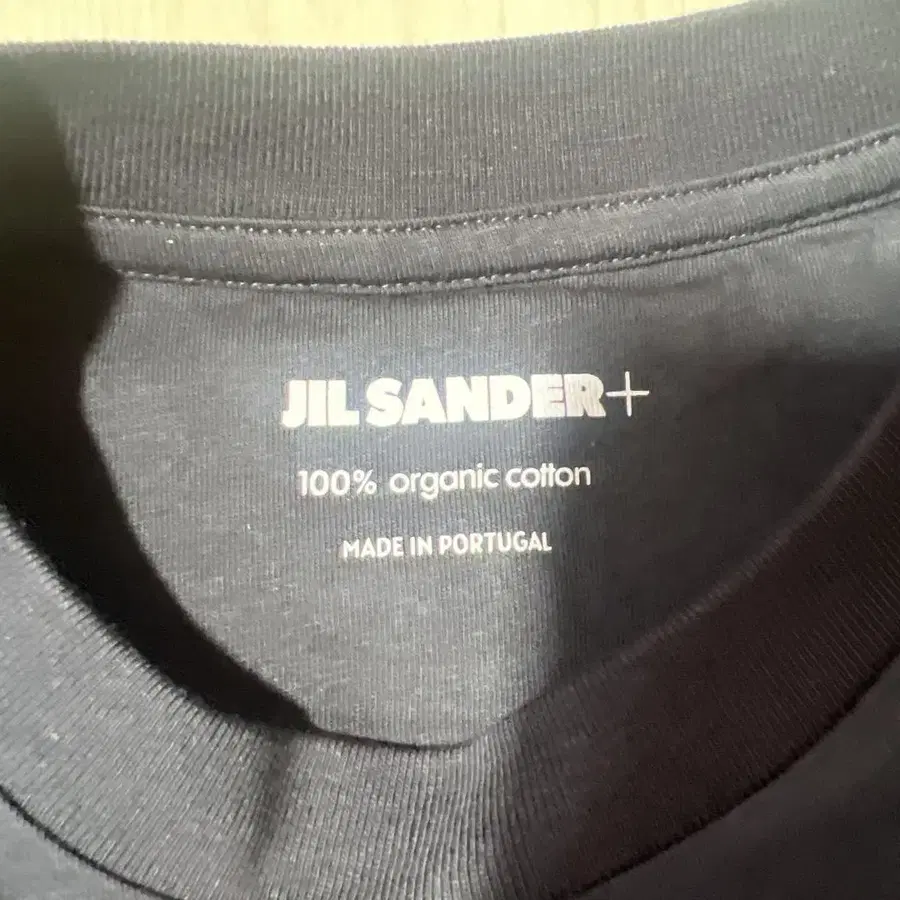 JIL SANDER+
100% organic cotton
MADE IN PORTUGAL